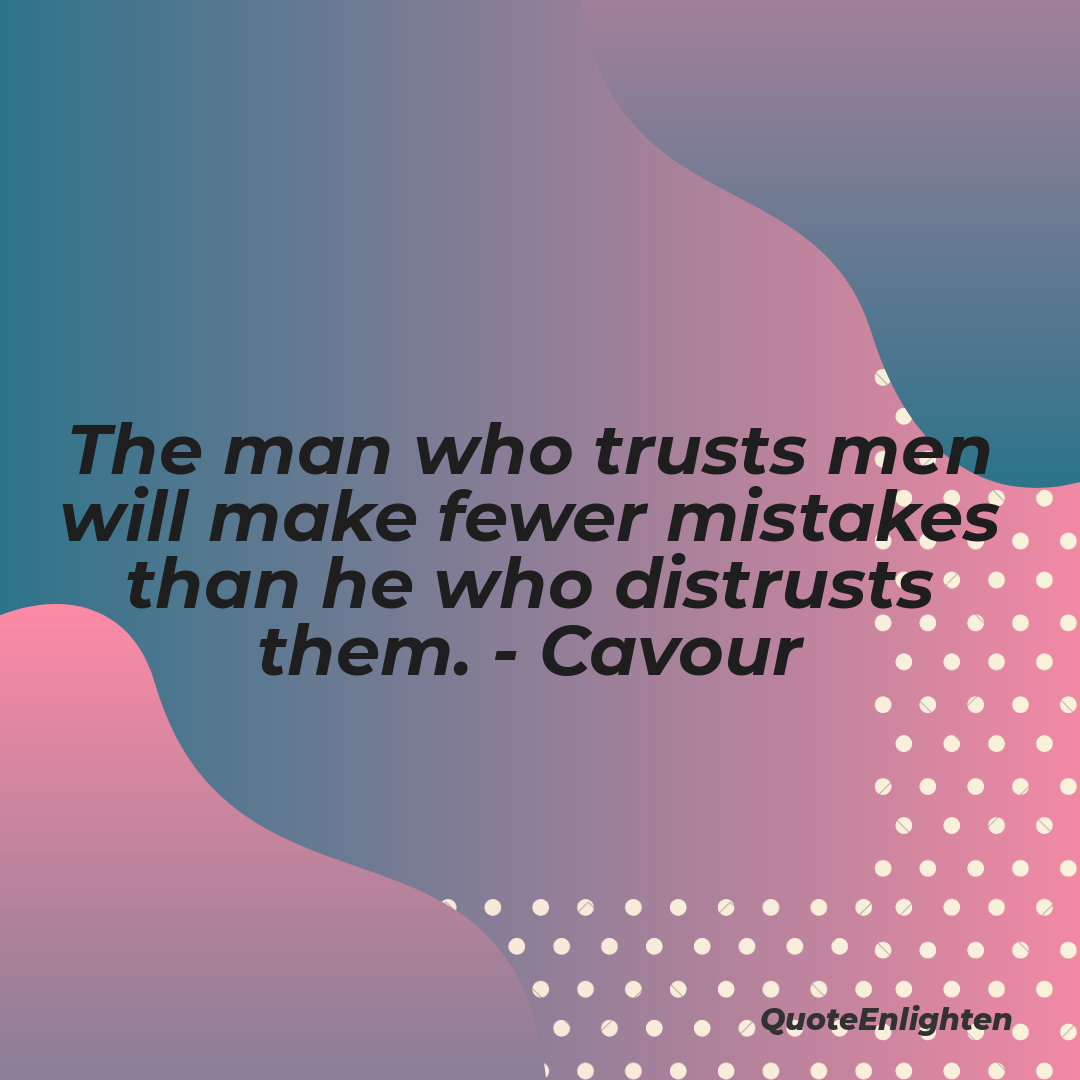 The man who trusts men
will make fewer mistakes
than he who distrusts
them. - Cavour
QuoteEnlighten